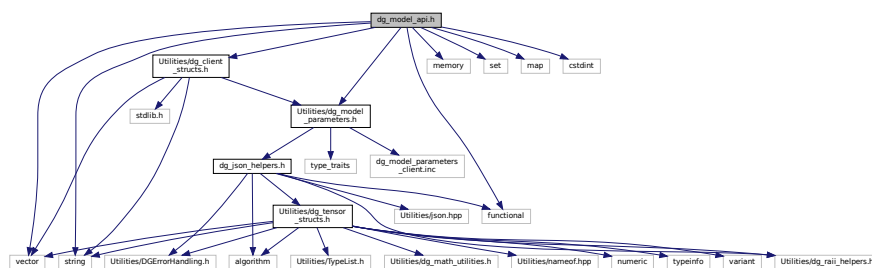 dg_model_api.h
Utilities/dg_client
_structs.h
memory
set
map
cstdint
stdlib.h
Utilities/dg_model
_parameters.h
dg_json_helpers.h
type_traits
dg_model_parameters
_client.inc
Utilities/dg_tensor
_structs.h
Utilities/json.hpp
functional
vector
string
Utilities/DGErrorHandling.h
algorithm
Utilities/TypeList.h
Utilities/dg_math_utilities.h
Utilities/nameof.hpp
numeric
typeinfo
variant
Utilities/dg_raii_helpers.h